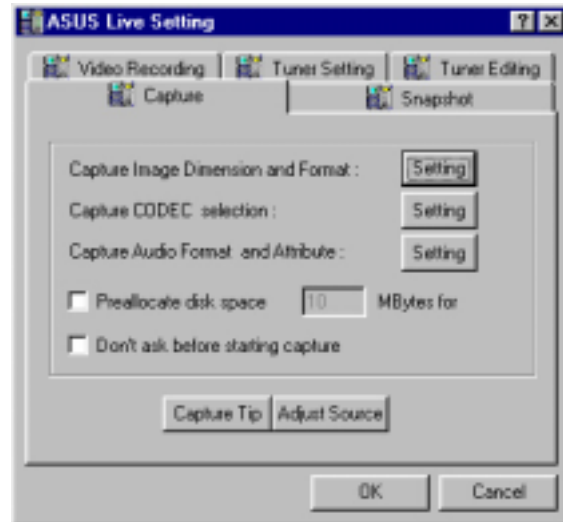 ASUS Live Setting
Video Recording Tuner Setting Tuner Editing
Capture Snapshot
Capture Image Dimension and Format : Setting
Capture CODEC selection : Setting
Capture Audio Format and Attribute : Setting
Preallocate disk space 10 MBytes for
Don't ask before starting capture
Capture Tip Adjust Source
OK Cancel